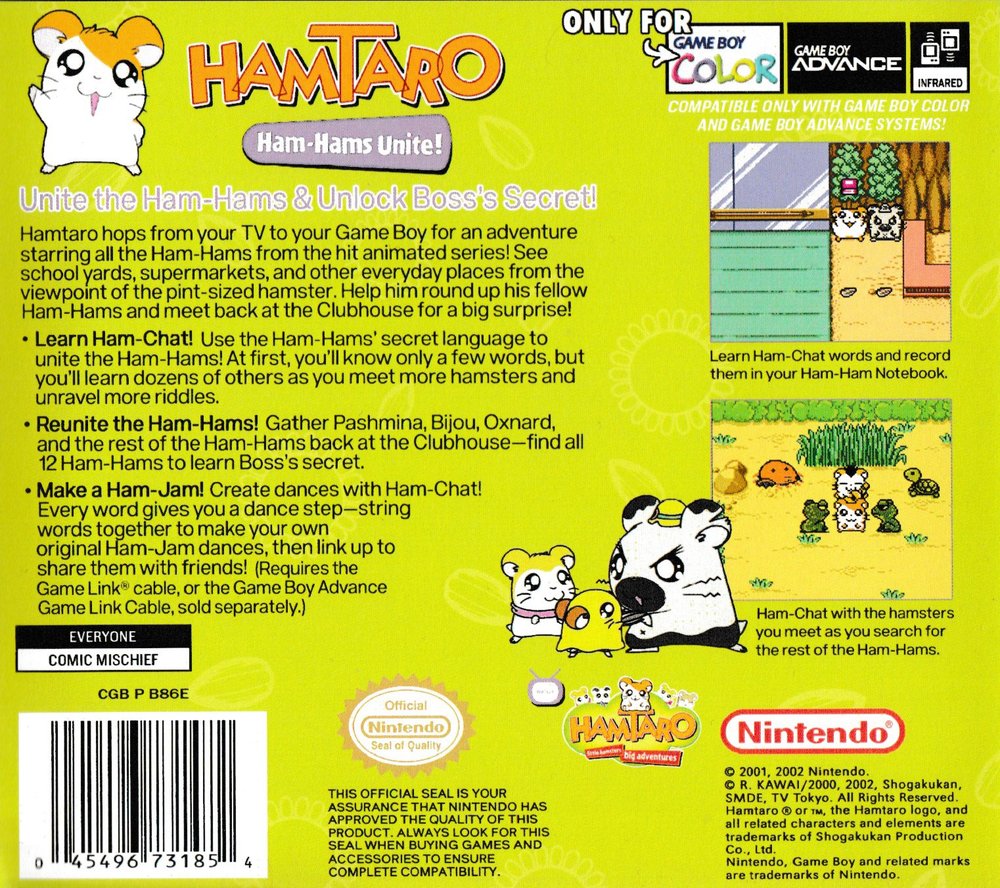 HAMTARO
Ham-Hams Unite!
ONLY FOR
GAME BOY
COLOR
GAME BOY
ADVANCE
INFRARED
COMPATIBLE ONLY WITH GAME BOY COLOR
AND GAME BOY ADVANCE SYSTEMS!
Unite the Ham-Hams & Unlock Boss's Secret!
Hamtaro hops from your TV to your Game Boy for an adventure
starring all the Ham-Hams from the hit animated series! See
school yards, supermarkets, and other everyday places from the
viewpoint of the pint-sized hamster. Help him round up his fellow
Ham-Hams and meet back at the Clubhouse for a big surprise!
• Learn Ham-Chat! Use the Ham-Hams' secret language to
unite the Ham-Hams! At first, you'll know only a few words, but
you'll learn dozens of others as you meet more hamsters and
unravel more riddles.
• Reunite the Ham-Hams! Gather Pashmina, Bijou, Oxnard,
and the rest of the Ham-Hams back at the Clubhouse—find all
12 Ham-Hams to learn Boss's secret.
• Make a Ham-Jam! Create dances with Ham-Chat!
Every word gives you a dance step—string
words together to make your own
original Ham-Jam dances, then link up to
share them with friends! (Requires the
Game Link® cable, or the Game Boy Advance
Game Link Cable, sold separately.)
Learn Ham-Chat words and record
them in your Ham-Ham Notebook.
Ham-Chat with the hamsters
you meet as you search for
the rest of the Ham-Hams.
EVERYONE
COMIC MISCHIEF
CGB P B86E
0 45496 73185 4
Official
Nintendo
Seal of Quality
THIS OFFICIAL SEAL IS YOUR
ASSURANCE THAT NINTENDO HAS
APPROVED THE QUALITY OF THIS
PRODUCT. ALWAYS LOOK FOR THIS
SEAL WHEN BUYING GAMES AND
ACCESSORIES TO ENSURE
COMPLETE COMPATIBILITY.
HAMTARO
little hamsters big adventures
Nintendo®
© 2001, 2002 Nintendo.
© R. KAWAI/2000, 2002, Shogakukan,
SMDE, TV Tokyo. All Rights Reserved.
Hamtaro ® or ™, the Hamtaro logo, and
all related characters and elements are
trademarks of Shogakukan Production
Co., Ltd.
Nintendo, Game Boy and related marks
are trademarks of Nintendo.